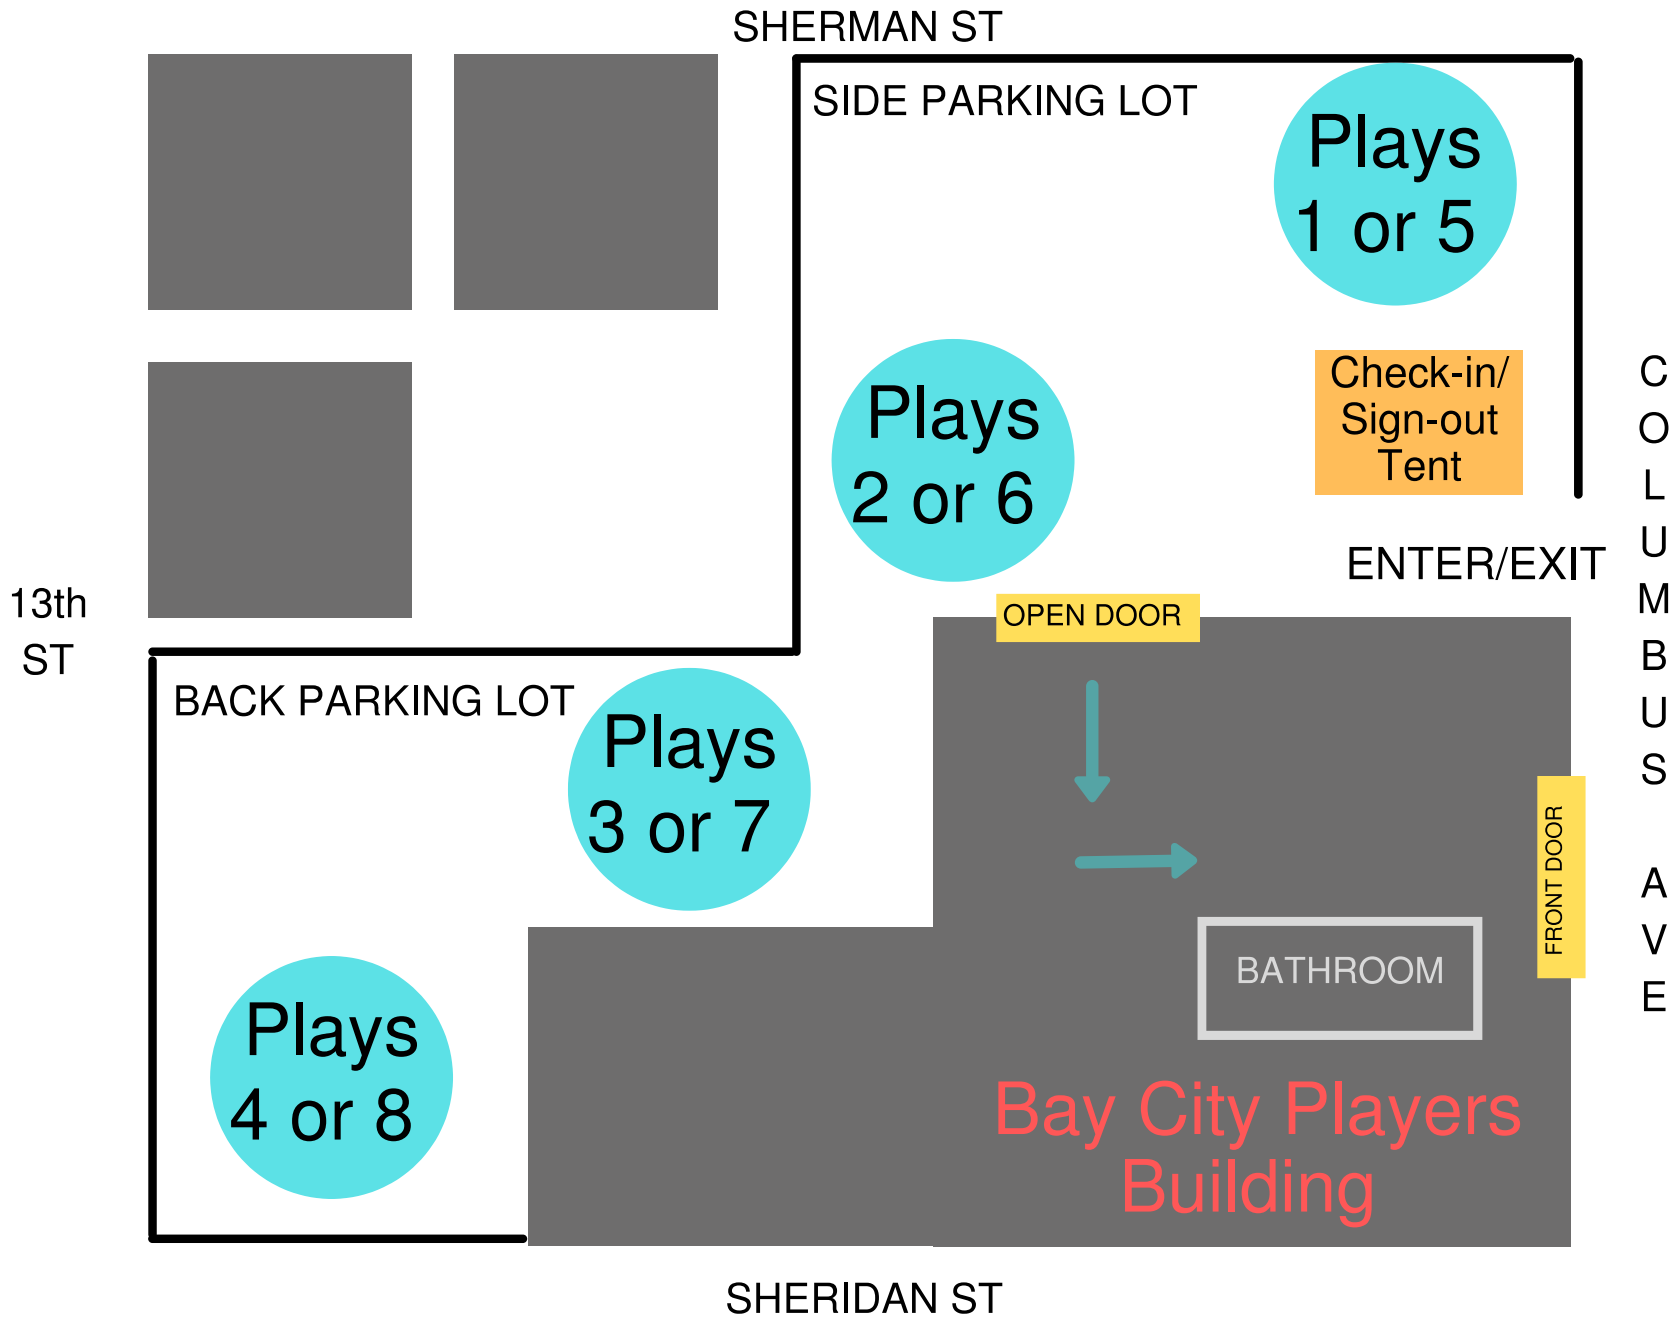 SHERMAN ST
SIDE PARKING LOT
Plays
1 or 5
Check-in/
Sign-out
Tent
Plays
2 or 6
ENTER/EXIT
COLUMBUS AVE
OPEN DOOR
13th
ST
BACK PARKING LOT
Plays
3 or 7
FRONT DOOR
BATHROOM
Plays
4 or 8
Bay City Players
Building
SHERIDAN ST